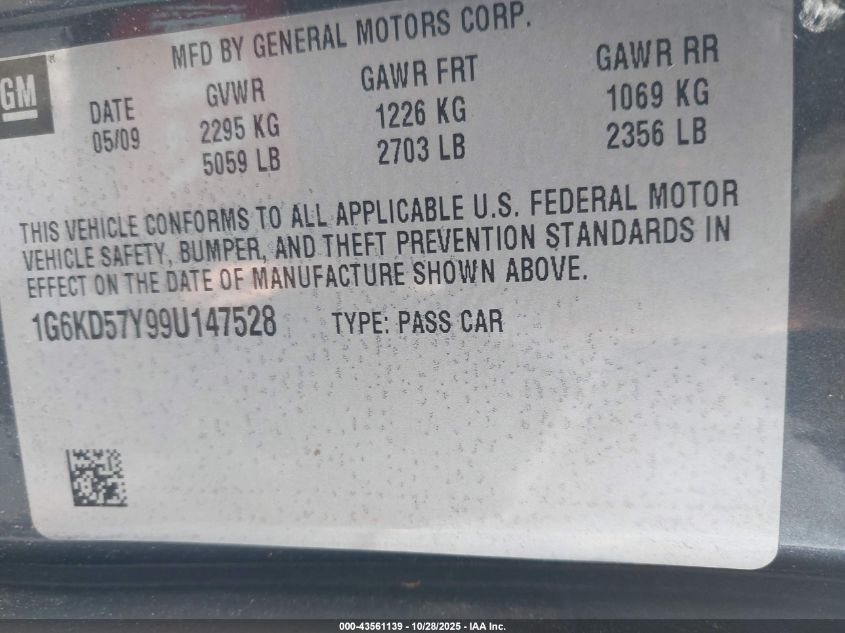 MFD BY GENERAL MOTORS CORP.
GM
DATE GVWR GAWR FRT GAWR RR
05/09 2295 KG 1226 KG 1069 KG
5059 LB 2703 LB 2356 LB
THIS VEHICLE CONFORMS TO ALL APPLICABLE U.S. FEDERAL MOTOR
VEHICLE SAFETY, BUMPER, AND THEFT PREVENTION STANDARDS IN
EFFECT ON THE DATE OF MANUFACTURE SHOWN ABOVE.
1G6KD57Y99U147528 TYPE: PASS CAR
000-43561139 - 10/28/2025 - IAA Inc.